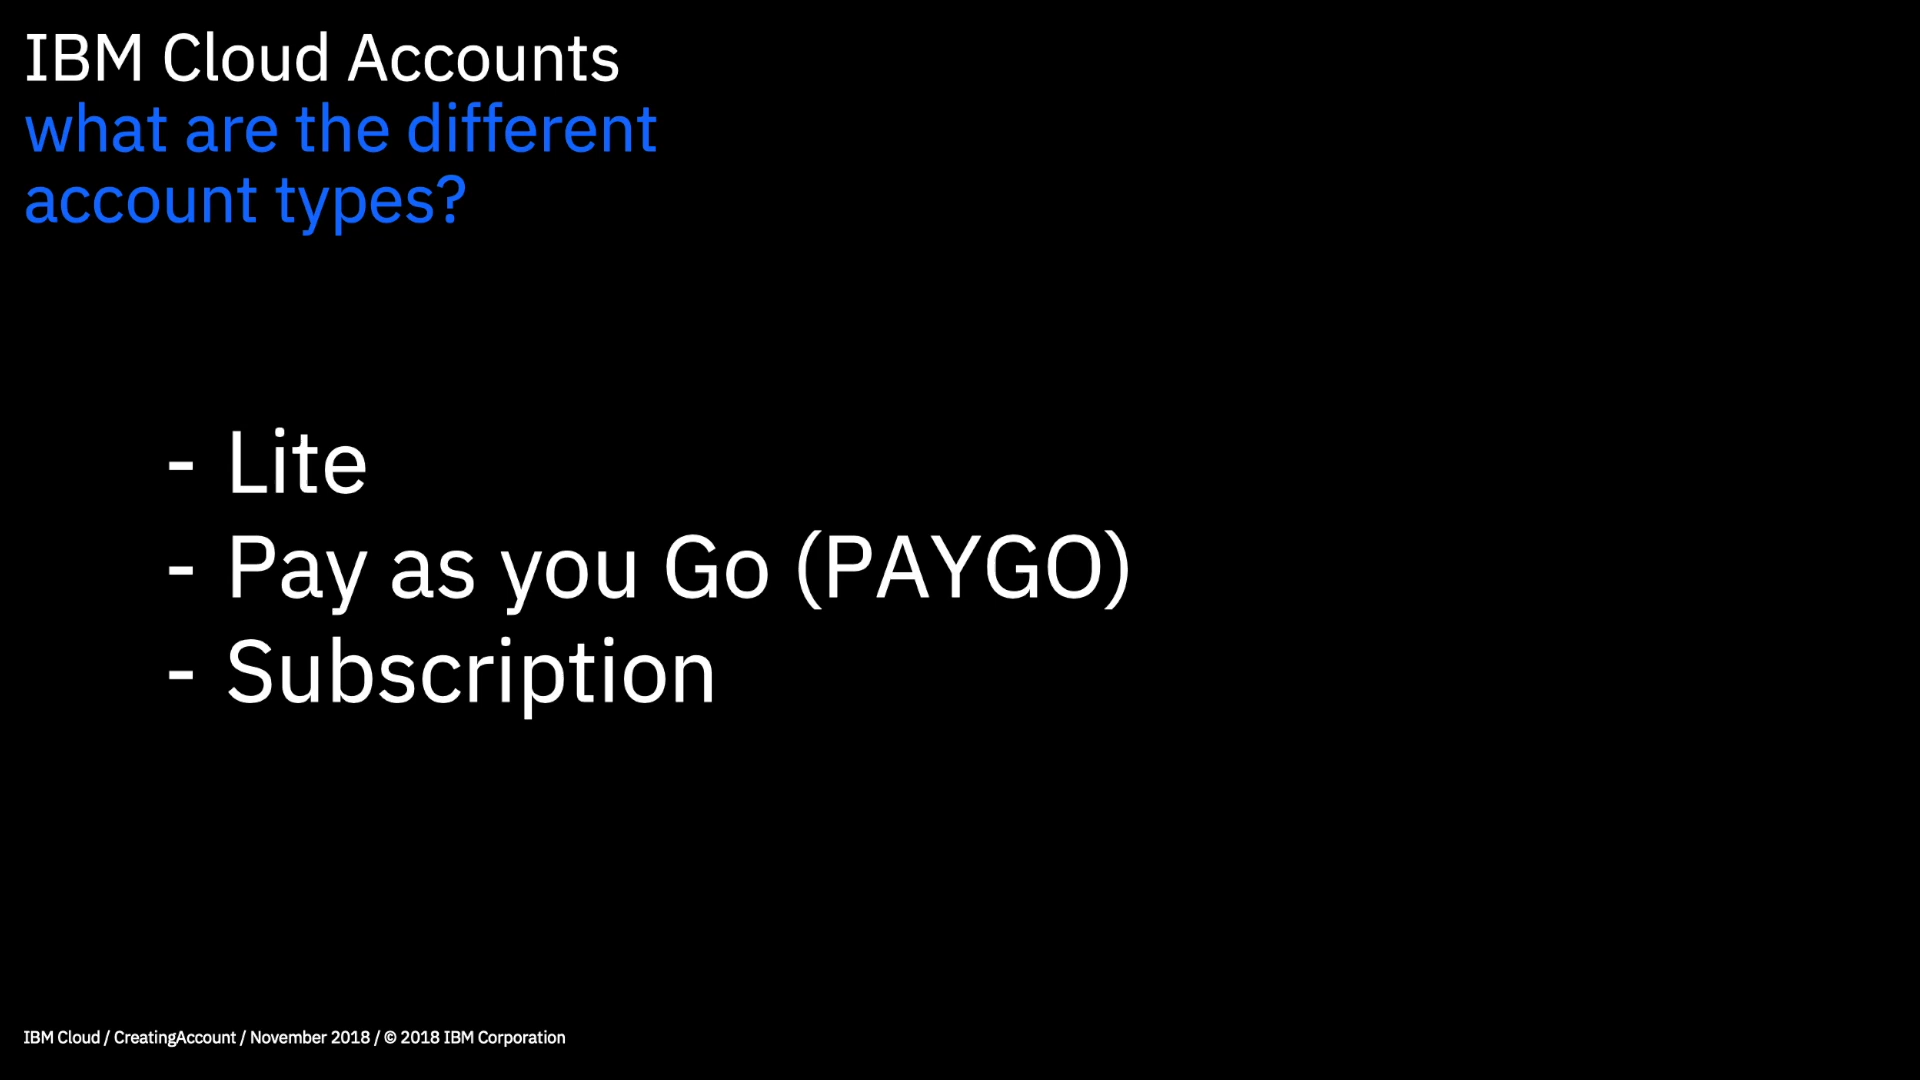 IBM Cloud Accounts
what are the different
account types?
- Lite
- Pay as you Go (PAYGO)
- Subscription
IBM Cloud / CreatingAccount / November 2018 / © 2018 IBM Corporation